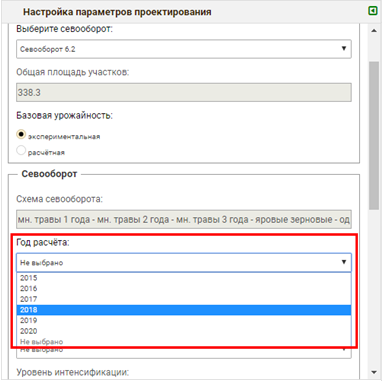 Настройка параметров проектирования
Выберите севооборот:
Севооборот 6.2
Общая площадь участков:
338.3
Базовая урожайность:
экспериментальная
расчётная
Севооборот
Схема севооборота:
мн. травы 1 года - мн. травы 2 года - мн. травы 3 года - яровые зерновые - од
Год расчёта:
Не выбрано
2015
2016
2017
2018
2019
2020
Не выбрано
Не выбрано
Уровень интенсификации: